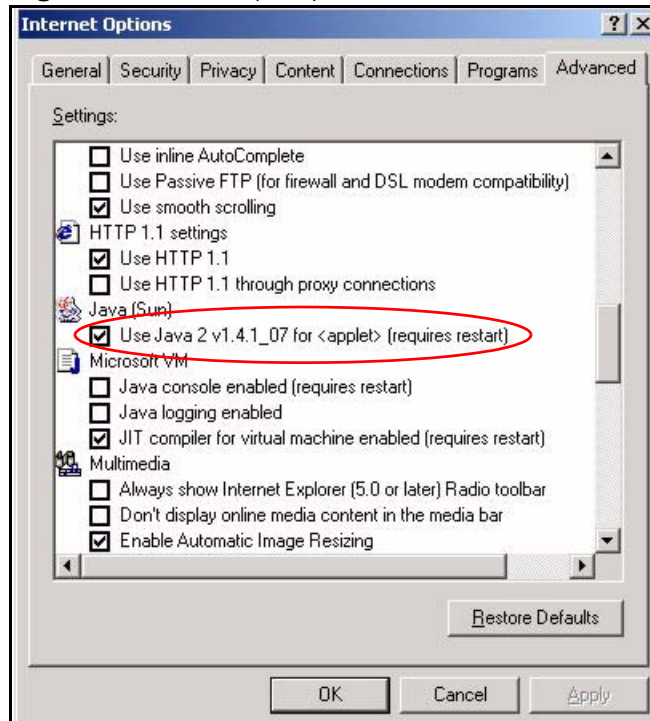 Internet Options
General Security Privacy Content Connections Programs Advanced
Settings:
Use inline AutoComplete
Use Passive FTP (for firewall and DSL modem compatibility)
Use smooth scrolling
HTTP 1.1 settings
Use HTTP 1.1
Use HTTP 1.1 through proxy connections
Java (Sun)
Use Java 2 v1.4.1_07 for <applet> (requires restart)
Microsoft VM
Java console enabled (requires restart)
Java logging enabled
JIT compiler for virtual machine enabled (requires restart)
Multimedia
Always show Internet Explorer (5.0 or later) Radio toolbar
Don't display online media content in the media bar
Enable Automatic Image Resizing
Restore Defaults
OK Cancel Apply